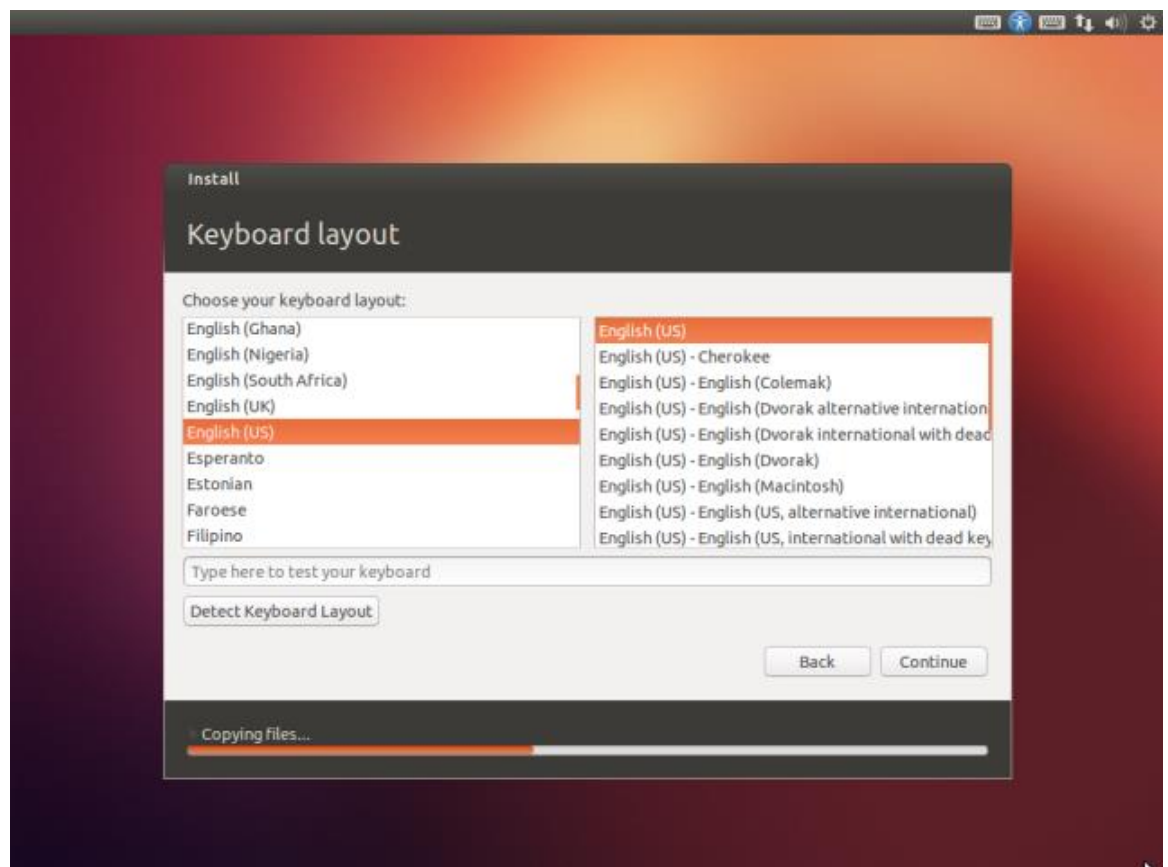 Install
Keyboard layout
Choose your keyboard layout:
English (Ghana)
English (Nigeria)
English (South Africa)
English (UK)
English (US)
Esperanto
Estonian
Faroese
Filipino
English (US)
English (US) - Cherokee
English (US) - English (Colemak)
English (US) - English (Dvorak alternative internation
English (US) - English (Dvorak international with dead
English (US) - English (Dvorak)
English (US) - English (Macintosh)
English (US) - English (US, alternative international)
English (US) - English (US, international with dead key
Type here to test your keyboard
Detect Keyboard Layout
Back
Continue
Copying files...